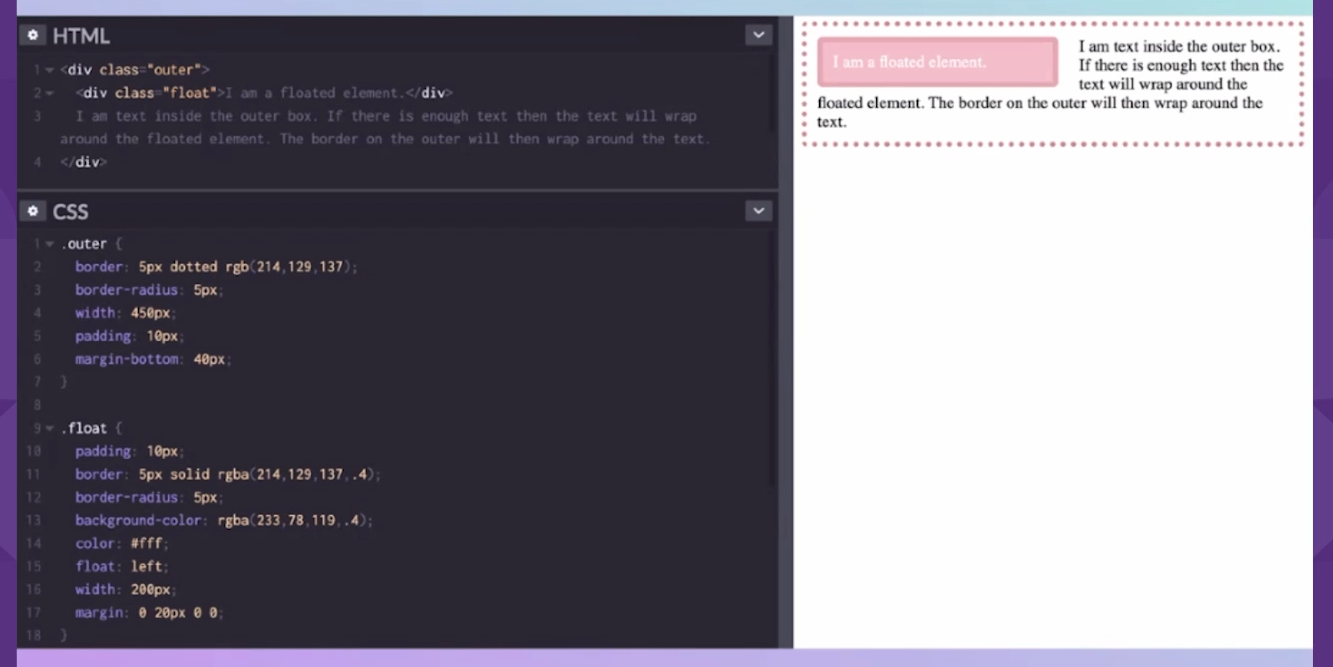 HTML
1 <div class="outer">
2 <div class="float">I am a floated element.</div>
3 I am text inside the outer box. If there is enough text then the text will wrap
around the floated element. The border on the outer will then wrap around the text.
4 </div>
CSS
1 .outer {
2 border: 5px dotted rgb(214,129,137);
3 border-radius: 5px;
4 width: 450px;
5 padding: 10px;
6 margin-bottom: 40px;
7 }
8
9 .float {
10 padding: 10px;
11 border: 5px solid rgba(214,129,137,.4);
12 border-radius: 5px;
13 background-color: rgba(233,78,119,.4);
14 color: #fff;
15 float: left;
16 width: 200px;
17 margin: 0 20px 0 0;
18 }
I am a floated element.
I am text inside the outer box.
If there is enough text then the
text will wrap around the
floated element. The border on the outer will then wrap around the
text.